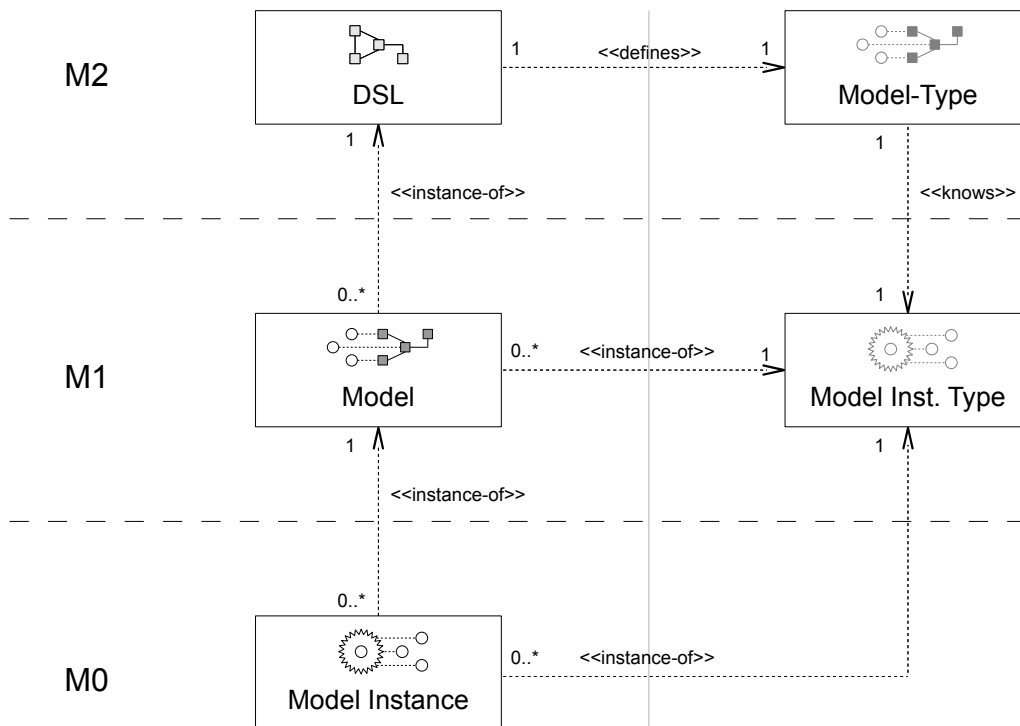 1
<<defines>>
1
M2
DSL
Model-Type
1
1
<<instance-of>>
<<knows>>
0..*
1
0..*
<<instance-of>>
1
M1
Model
Model Inst. Type
1
1
<<instance-of>>
0..*
0..*
<<instance-of>>
M0
Model Instance